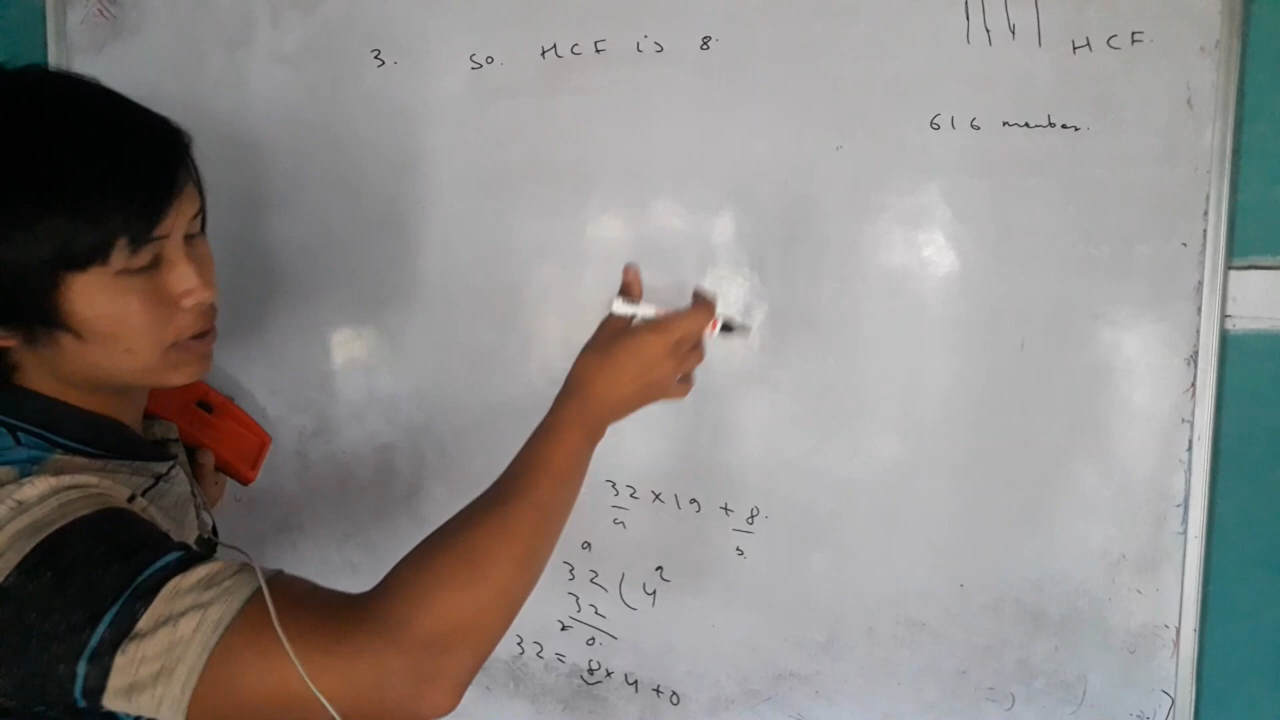 3. So. HCF is 8.
HCF.
616 member.
32 × 19 + 8.
a
b.
a
32 ( 4
32
0.
32 = 8 × 4 + 0